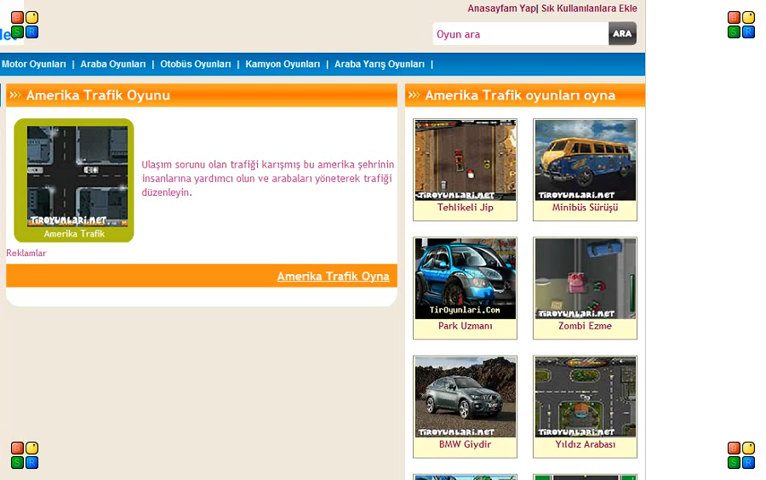 Anasayfam Yap| Sık Kullanılanlara Ekle
Oyun ara
ARA
Motor Oyunları | Araba Oyunları | Otobüs Oyunları | Kamyon Oyunları | Araba Yarış Oyunları |
Amerika Trafik Oyunu
Ulaşım sorunu olan trafiği karışmış bu amerika şehrinin
insanlarına yardımcı olun ve arabaları yöneterek trafiği
düzenleyin.
TIROYUNLARI.NET
Amerika Trafik
Reklamlar
Amerika Trafik Oyna
Amerika Trafik oyunları oyna
TIROYUNLARI.NET
Tehlikeli Jip
TIROYUNLARI.NET
Minibüs Sürüşü
TirOyunlari.Com
Park Uzmanı
TIROYUNLARI.NET
Zombi Ezme
TIROYUNLARI.NET
BMW Giydir
TIROYUNLARI.NET
Yıldız Arabası
B
S
R
B
S
R
B
S
R
B
S
R